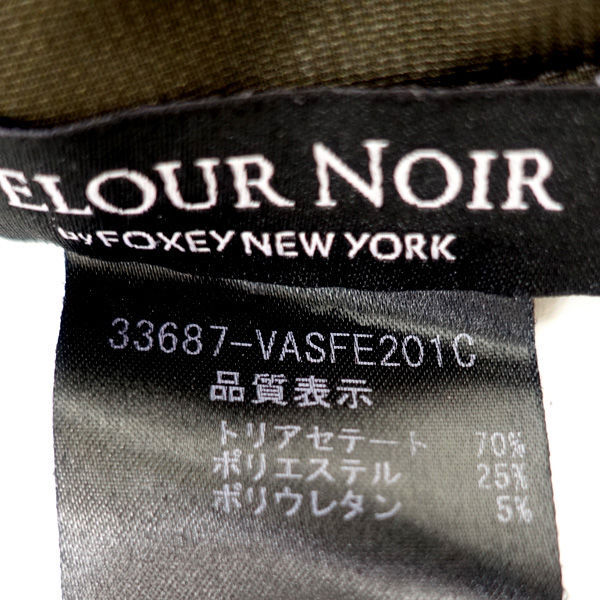 ELOUR NOIR
by FOXEY NEW YORK
33687-VASFE201C
品質表示
トリアセテート 70%
ポリエステル 25%
ポリウレタン 5%